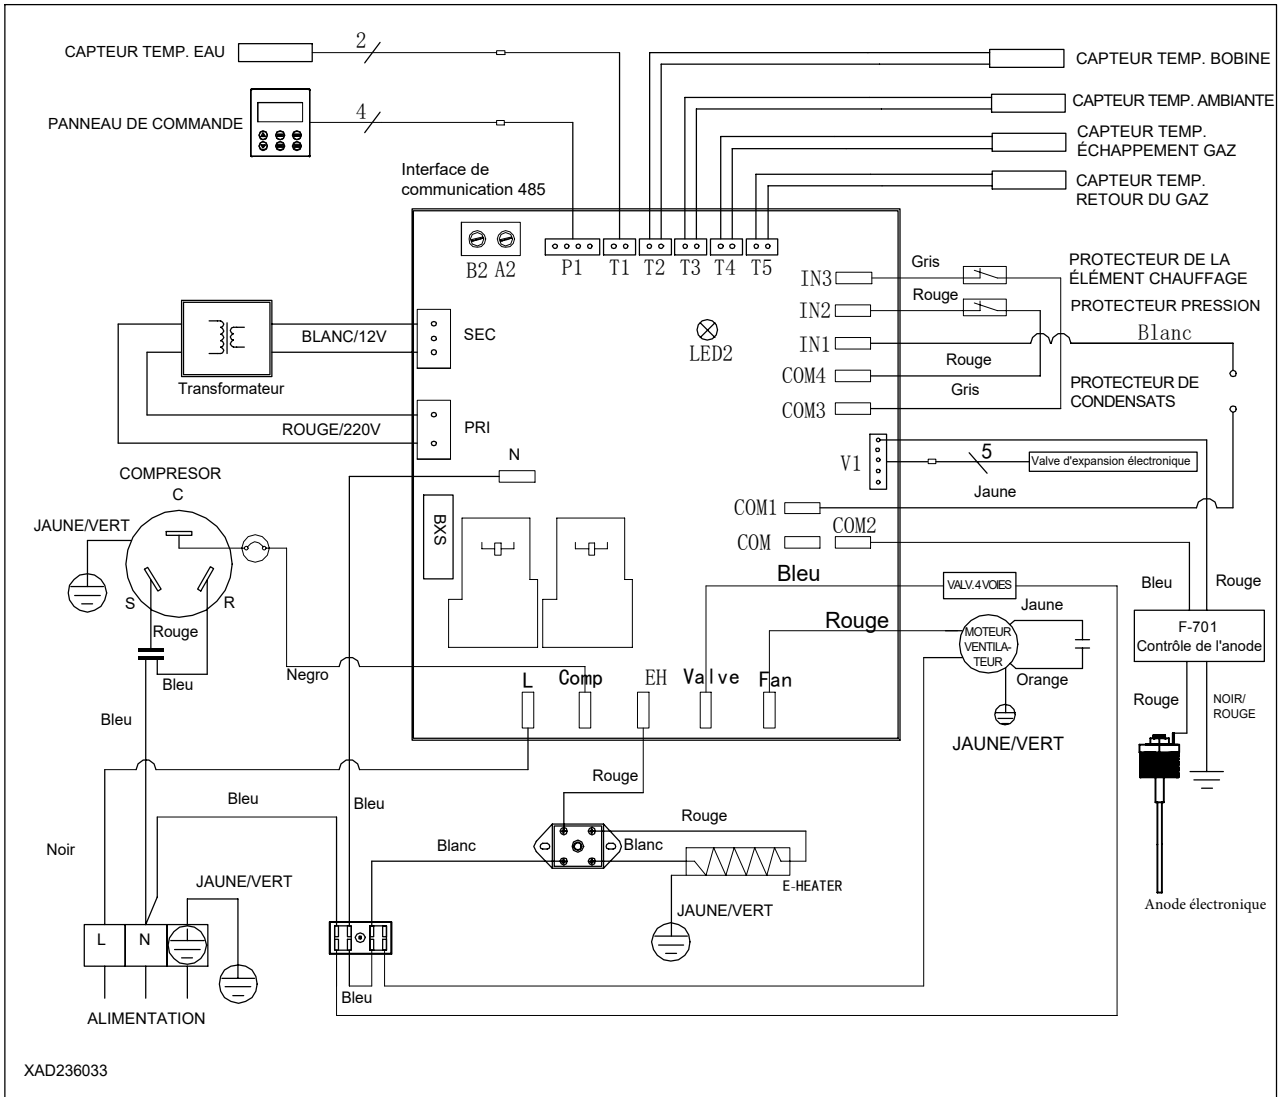 CAPTEUR TEMP. EAU
2
CAPTEUR TEMP. BOBINE
PANNEAU DE COMMANDE
4
CAPTEUR TEMP. AMBIANTE
CAPTEUR TEMP.
ÉCHAPPEMENT GAZ
Interface de
communication 485
CAPTEUR TEMP.
RETOUR DU GAZ
B2 A2
P1
T1
T2
T3
T4
T5
IN3
Gris
PROTECTEUR DE LA
ÉLÉMENT CHAUFFAGE
IN2
Rouge
PROTECTEUR PRESSION
BLANC/12V
SEC
LED2
IN1
Blanc
Transformateur
COM4
Rouge
COM3
Gris
PROTECTEUR DE
CONDENSATS
ROUGE/220V
PRI
N
V1
5
Valve d'expansion électronique
Jaune
COMPRESOR
C
JAUNE/VERT
S
R
Rouge
Bleu
BXS
COM1
COM2
COM
Bleu
VALV.4 VOIES
Bleu
Rouge
Rouge
Jaune
MOTEUR
VENTILA-
TEUR
Orange
JAUNE/VERT
F-701
Contrôle de l'anode
Rouge
NOIR/
ROUGE
Negro
L
Comp
EH
Valve
Fan
Bleu
Rouge
Bleu
Bleu
Rouge
Noir
Blanc
Blanc
E-HEATER
JAUNE/VERT
JAUNE/VERT
Anode électronique
L
N
Bleu
ALIMENTATION
XAD236033